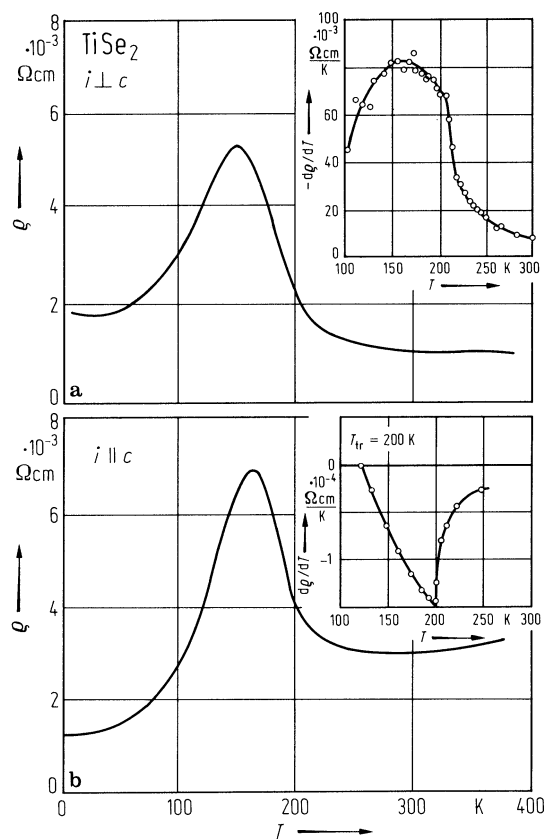 8
·10⁻³
Ωcm
6
4
2
0
ϱ
TiSe₂
i ⊥ c
a
100
·10⁻³
Ωcm
K
80
60
40
20
0
-dϱ/dT
100 150 200 250 K 300
T
8
·10⁻³
Ωcm
6
4
2
0
ϱ
i ∥ c
b
Tₜᵣ = 200 K
0
·10⁻⁴
Ωcm
K
-1
dϱ/dT
100 150 200 250 K 300
T
0 100 200 300 K 400
T